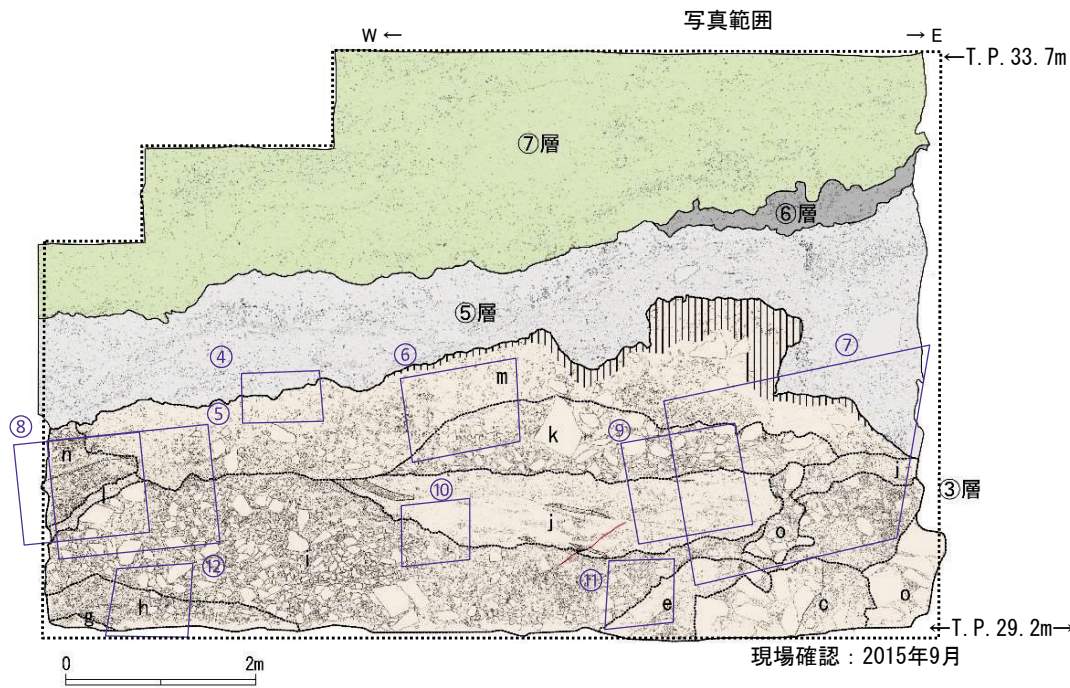 写真範囲
W ←
→ E
←T.P.33.7m
⑦層
⑥層
⑤層
④
⑥
⑦
m
⑤
⑧
k
⑨
n
l
i
③層
⑩
j
o
⑫
i
⑪
h
e
c
o
g
←T.P.29.2m→
0
2m
現場確認：2015年9月